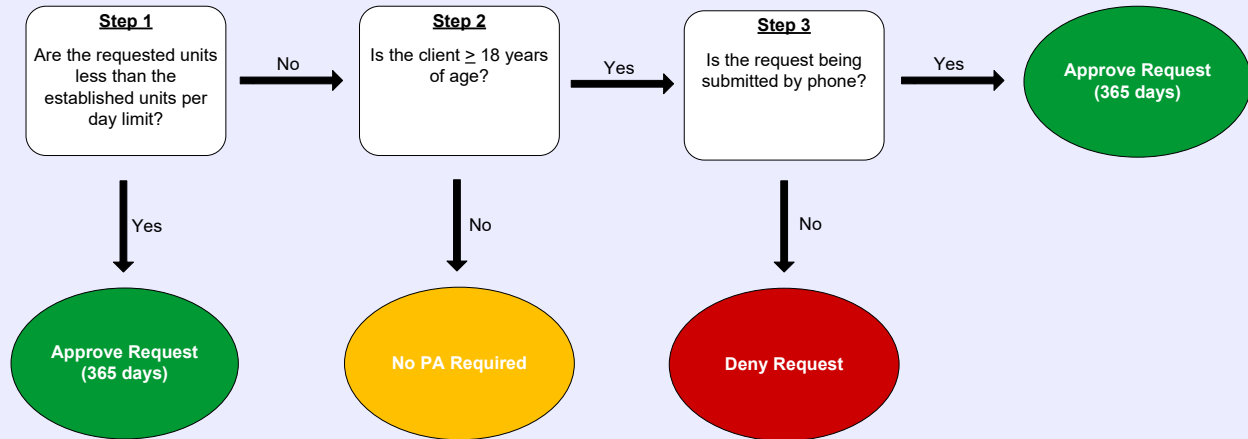 Step 1
Are the requested units
less than the
established units per
day limit?
No
Step 2
Is the client ≥ 18 years
of age?
Yes
Step 3
Is the request being
submitted by phone?
Yes
Approve Request
(365 days)
Yes
No
No
Approve Request
(365 days)
No PA Required
Deny Request